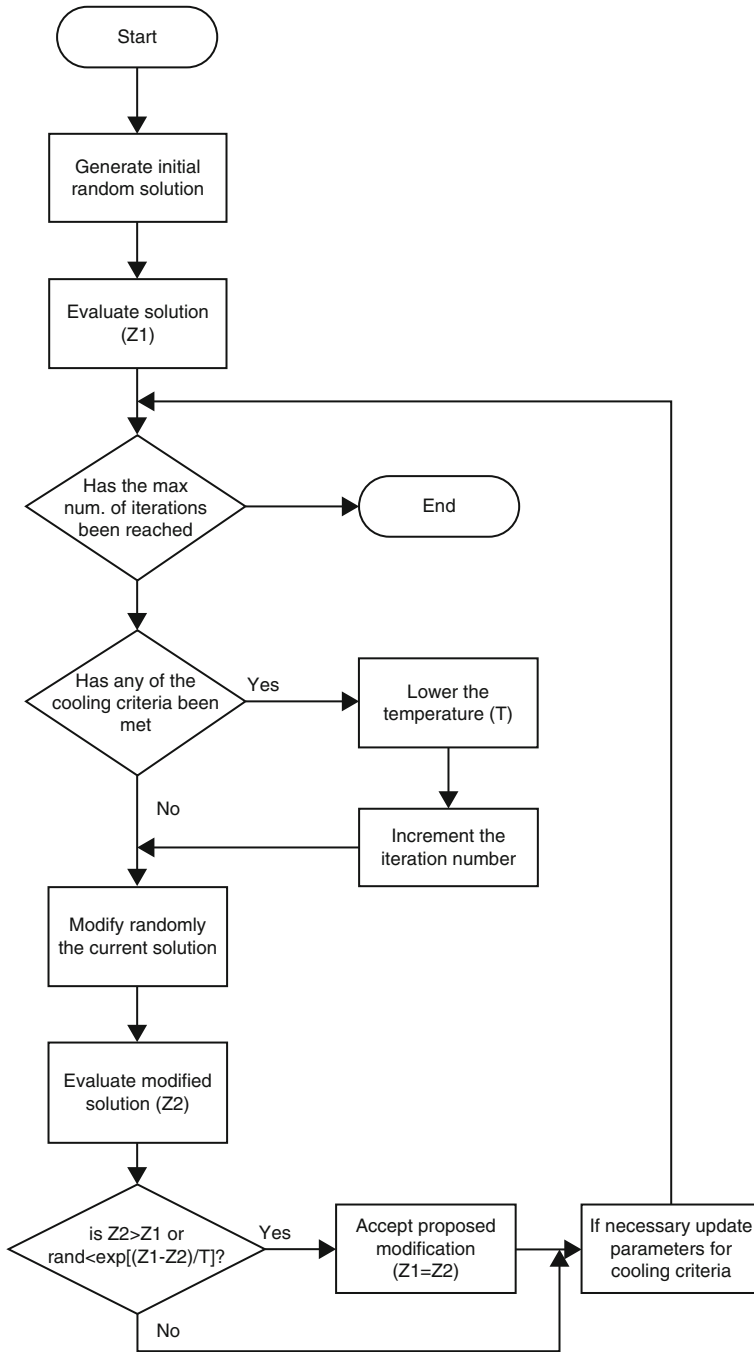 Start
Generate initial
random solution
Evaluate solution
(Z1)
Has the max
num. of iterations
been reached
End
Has any of the
cooling criteria been
met
Yes
Lower the
temperature (T)
No
Increment the
iteration number
Modify randomly
the current solution
Evaluate modified
solution (Z2)
is Z2>Z1 or
rand<exp[(Z1-Z2)/T]?
Yes
Accept proposed
modification
(Z1=Z2)
If necessary update
parameters for
cooling criteria
No